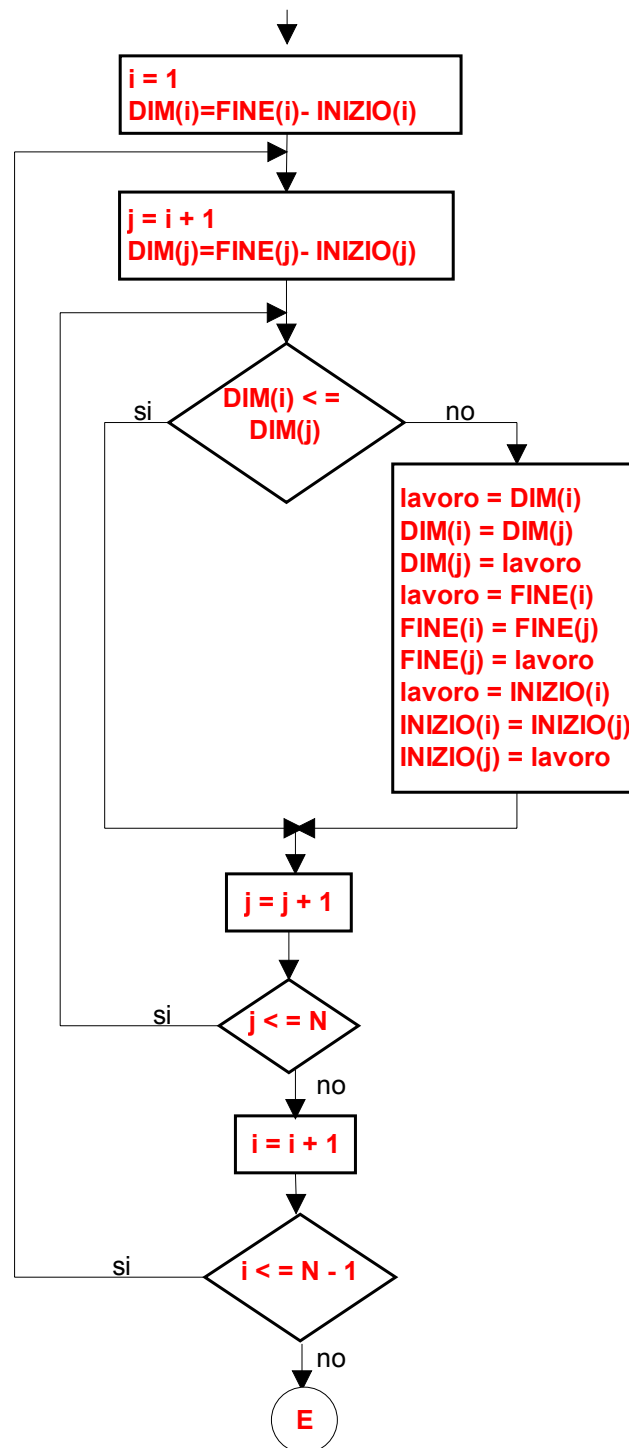 i = 1
DIM(i)=FINE(i)- INIZIO(i)
j = i + 1
DIM(j)=FINE(j)- INIZIO(j)
DIM(i) < =
DIM(j)
si
no
lavoro = DIM(i)
DIM(i) = DIM(j)
DIM(j) = lavoro
lavoro = FINE(i)
FINE(i) = FINE(j)
FINE(j) = lavoro
lavoro = INIZIO(i)
INIZIO(i) = INIZIO(j)
INIZIO(j) = lavoro
j = j + 1
j < = N
si
no
i = i + 1
i < = N - 1
si
no
E